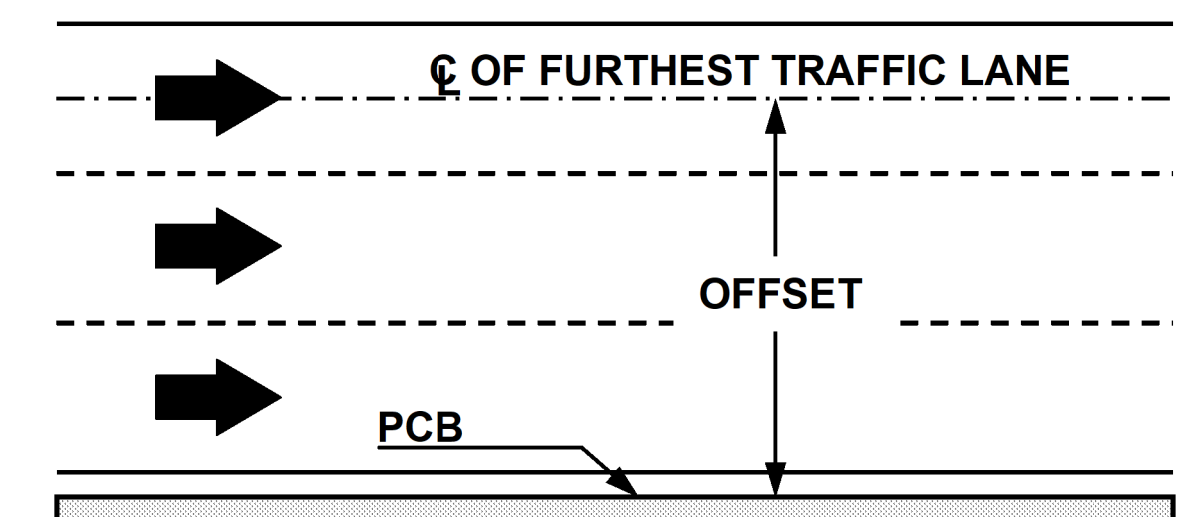 ℄ OF FURTHEST TRAFFIC LANE
OFFSET
PCB